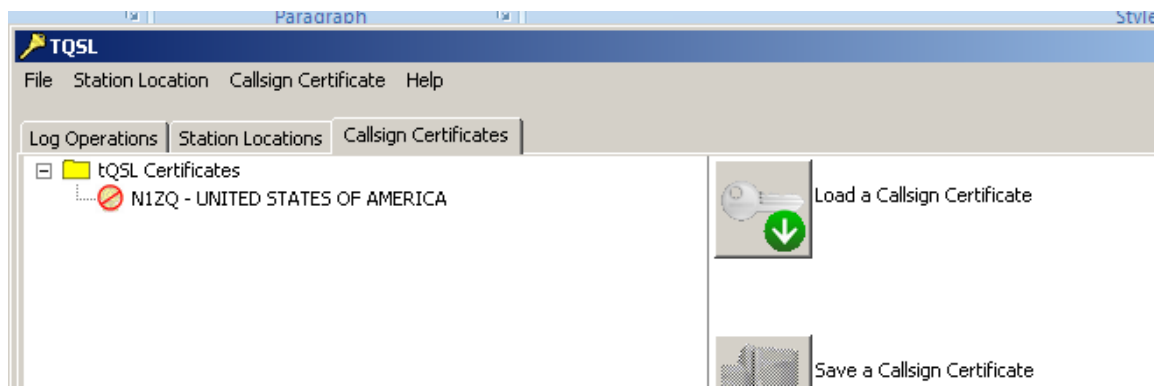 Paragraph
Style
TQSL
File Station Location Callsign Certificate Help
Log Operations Station Locations Callsign Certificates
tQSL Certificates
N1ZQ - UNITED STATES OF AMERICA
Load a Callsign Certificate
Save a Callsign Certificate